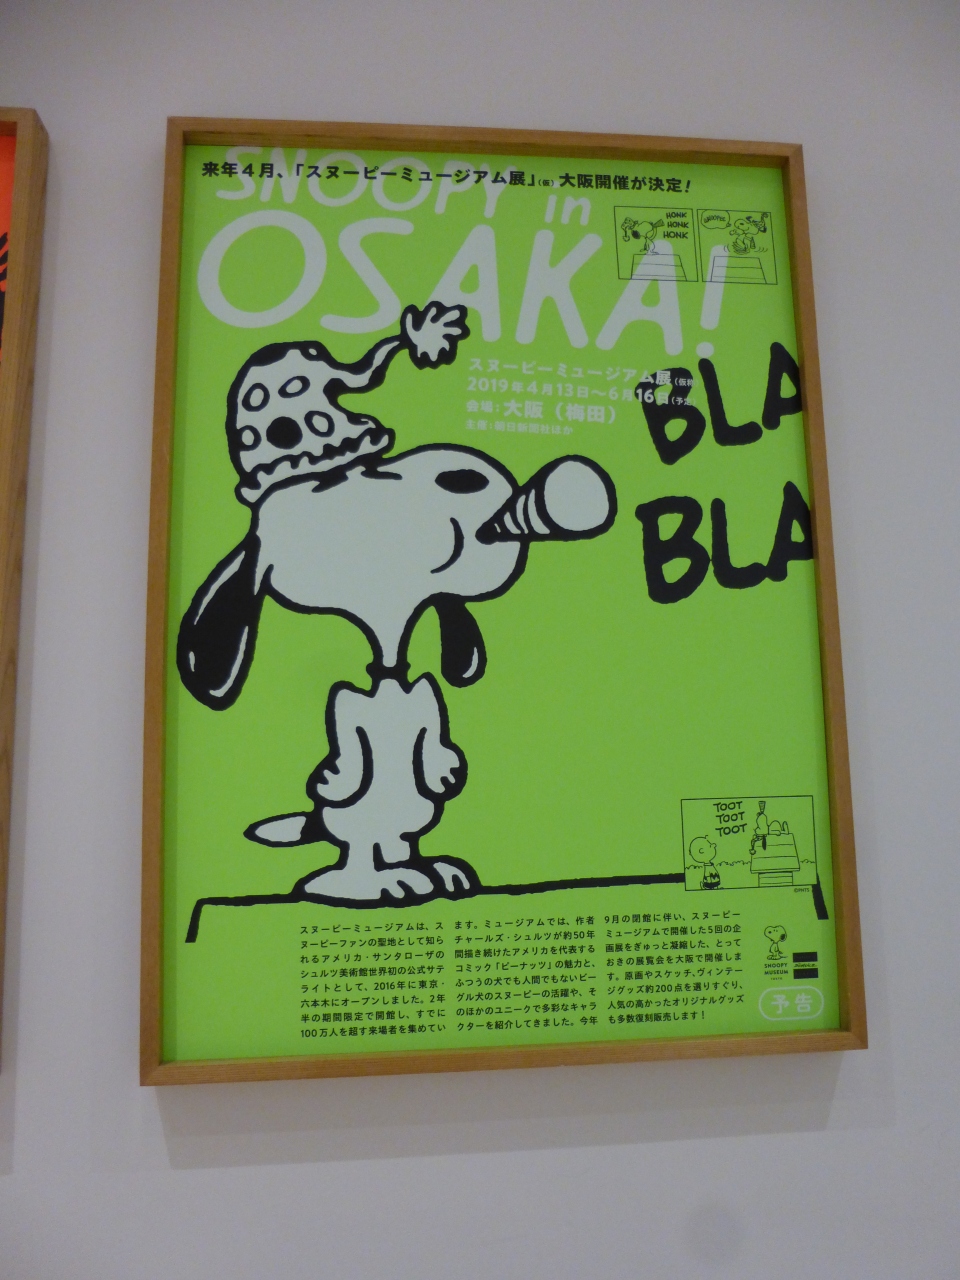 来年4月、「スヌーピーミュージアム展」(仮)大阪開催が決定!
SNOOPY in
OSAKA!
HONK
HONK
HONK
スヌーピーミュージアム展(仮称)
2019年4月13日〜6月16日(予定)
会場:大阪(梅田)
主催:朝日新聞社ほか
BLA
BLA
TOOT
TOOT
TOOT
スヌーピーミュージアムは、ス
ヌーピーファンの聖地として知ら
れるアメリカ・サンタローザの
シュルツ美術館世界初の公式サテ
ライトとして、2016年に東京・
六本木にオープンしました。2年
半の期間限定で開館し、すでに
100万人を超す来場者を集めてい
ます。ミュージアムでは、作者
チャールズ・シュルツが約50年
間描き続けたアメリカを代表する
コミック「ピーナッツ」の魅力と、
ふつうの犬でも人間でもないビー
グル犬のスヌーピーの活躍や、そ
のほかのユニークで多彩なキャラ
クターを紹介してきました。今年
9月の閉館に伴い、スヌーピー
ミュージアムで開催した5回の企
画展をぎゅっと凝縮した、とって
おきの展覧会を大阪で開催しま
す。原画やスケッチ、ヴィンテー
ジグッズ約200点を選りすぐり、
人気の高かったオリジナルグッズ
も多数復刻販売します!
SNOOPY
MUSEUM
予告